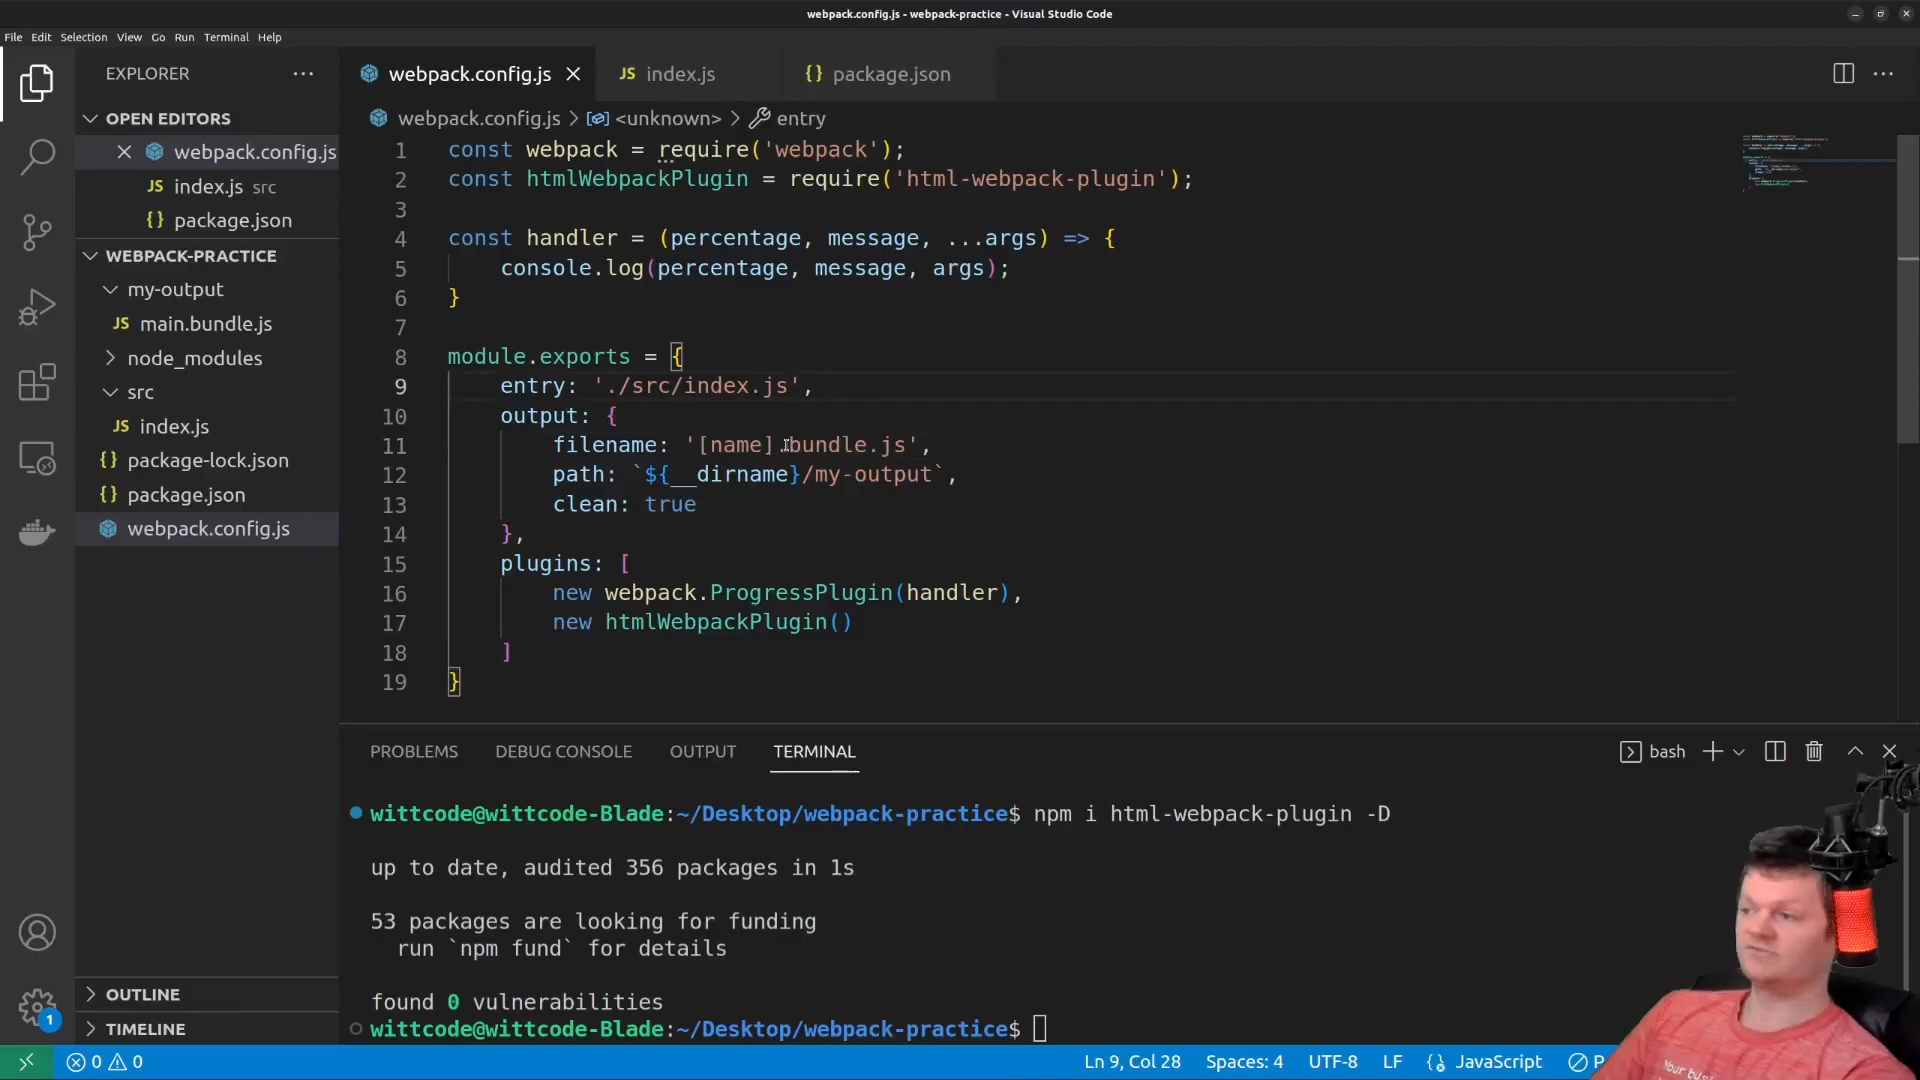 webpack.config.js - webpack-practice - Visual Studio Code
File Edit Selection View Go Run Terminal Help
EXPLORER
OPEN EDITORS
webpack.config.js
index.js src
package.json
WEBPACK-PRACTICE
my-output
JS main.bundle.js
node_modules
src
JS index.js
{} package-lock.json
{} package.json
webpack.config.js
OUTLINE
TIMELINE
webpack.config.js JS index.js {} package.json
webpack.config.js > <unknown> > entry
1 const webpack = require('webpack');
2 const htmlWebpackPlugin = require('html-webpack-plugin');
3
4 const handler = (percentage, message, ...args) => {
5 console.log(percentage, message, args);
6 }
7
8 module.exports = {
9 entry: './src/index.js',
10 output: {
11 filename: '[name].bundle.js',
12 path: `${__dirname}/my-output`,
13 clean: true
14 },
15 plugins: [
16 new webpack.ProgressPlugin(handler),
17 new htmlWebpackPlugin()
18 ]
19 }
PROBLEMS DEBUG CONSOLE OUTPUT TERMINAL
bash
wittcode@wittcode-Blade:~/Desktop/webpack-practice$ npm i html-webpack-plugin -D
up to date, audited 356 packages in 1s
53 packages are looking for funding
run `npm fund` for details
found 0 vulnerabilities
wittcode@wittcode-Blade:~/Desktop/webpack-practice$
1
0 0
Ln 9, Col 28 Spaces: 4 UTF-8 LF {} JavaScript